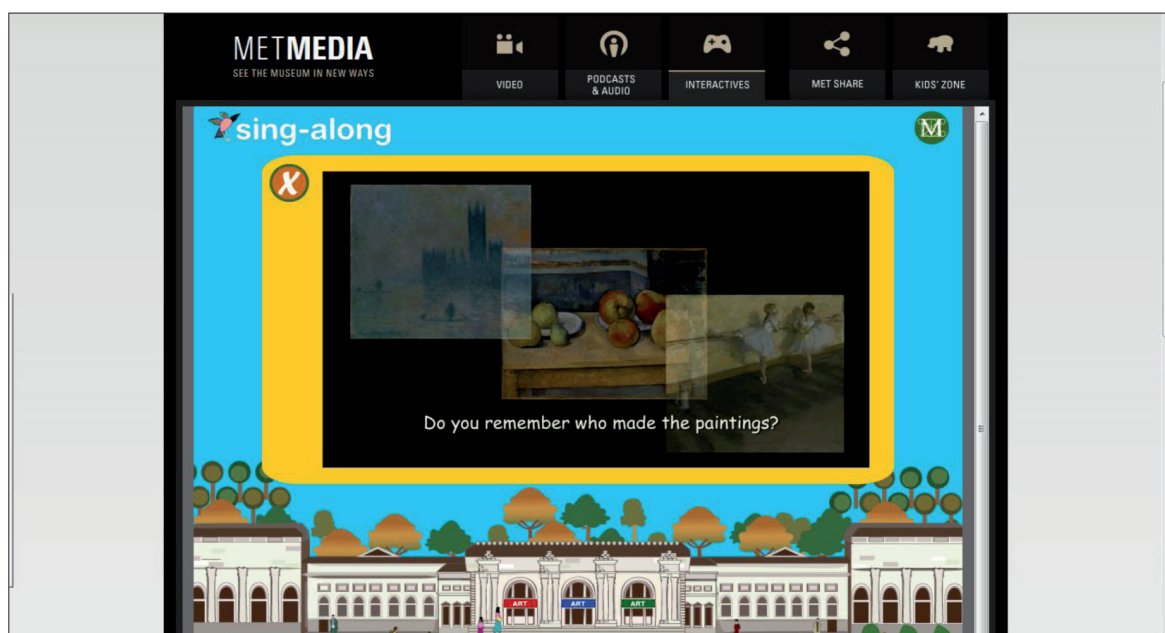 METMEDIA
SEE THE MUSEUM IN NEW WAYS
VIDEO
PODCASTS
& AUDIO
INTERACTIVES
MET SHARE
KIDS' ZONE
sing-along
M
X
Do you remember who made the paintings?
ART
ART
ART